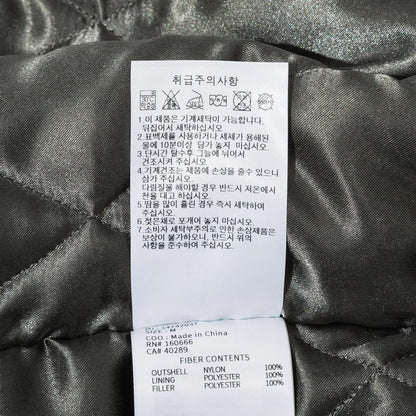 취급주의사항
1.이 제품은 기계세탁이 가능합니다.
뒤집어서 세탁하십시오
2.표백제를 사용하거나 세제가 용해된
물에 10분이상 담가 놓지 마십시오
3.단시간 탈수후 그늘에 뉘어서
건조시켜 주십시오.
4.기계건조는 제품에 손상을 줄수 있으니
삼가 주십시오.
다림질을 해야할 경우 반드시 저온에서
천을 대고 하십시오.
5.땀을 많이 흘린 경우 즉시 세탁하여
주십시오.
6.젖은채로 포개어 놓지 마십시오
7.소비자 세탁부주의로 인한 손상제품은
보상이 불가하오니, 반드시 위의
사항을 준수하여 주십시오.
SIZE: M
COO : Made in China
RN# 160666
CA# 40289
FIBER CONTENTS
OUTSHELL NYLON 100%
LINING POLYESTER 100%
FILLER POLYESTER 100%